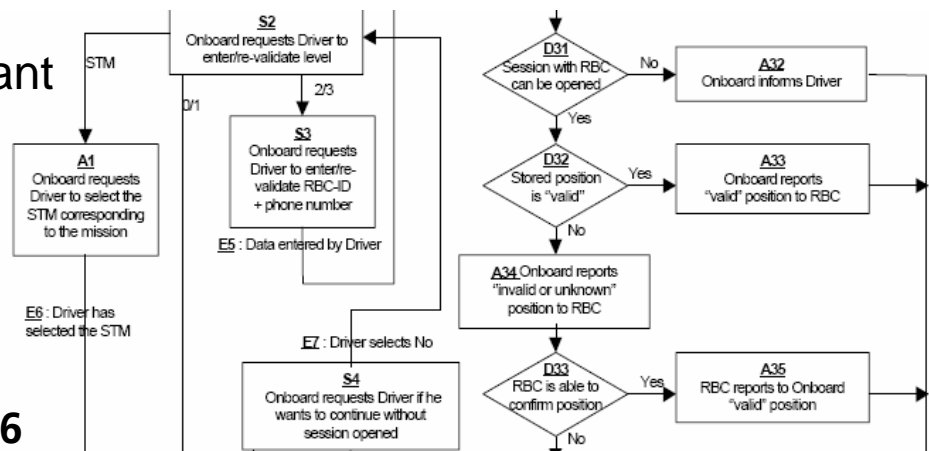 ant
6
S2
Onboard requests Driver to
enter/re-validate level
STM
0/1
2/3
A1
Onboard requests
Driver to select the
STM corresponding
to the mission
S3
Onboard requests
Driver to enter/re-
validate RBC-ID
+ phone number
E5 : Data entered by Driver
E6 : Driver has
selected the STM
E7 : Driver selects No
S4
Onboard requests Driver if he
wants to continue without
session opened
D31
Session with RBC
can be opened
No
A32
Onboard informs Driver
Yes
D32
Stored position
is "valid"
Yes
A33
Onboard reports
"valid" position to RBC
No
A34 Onboard reports
"invalid or unknown"
position to RBC
D33
RBC is able to
confirm position
Yes
A35
RBC reports to Onboard
"valid" position
No